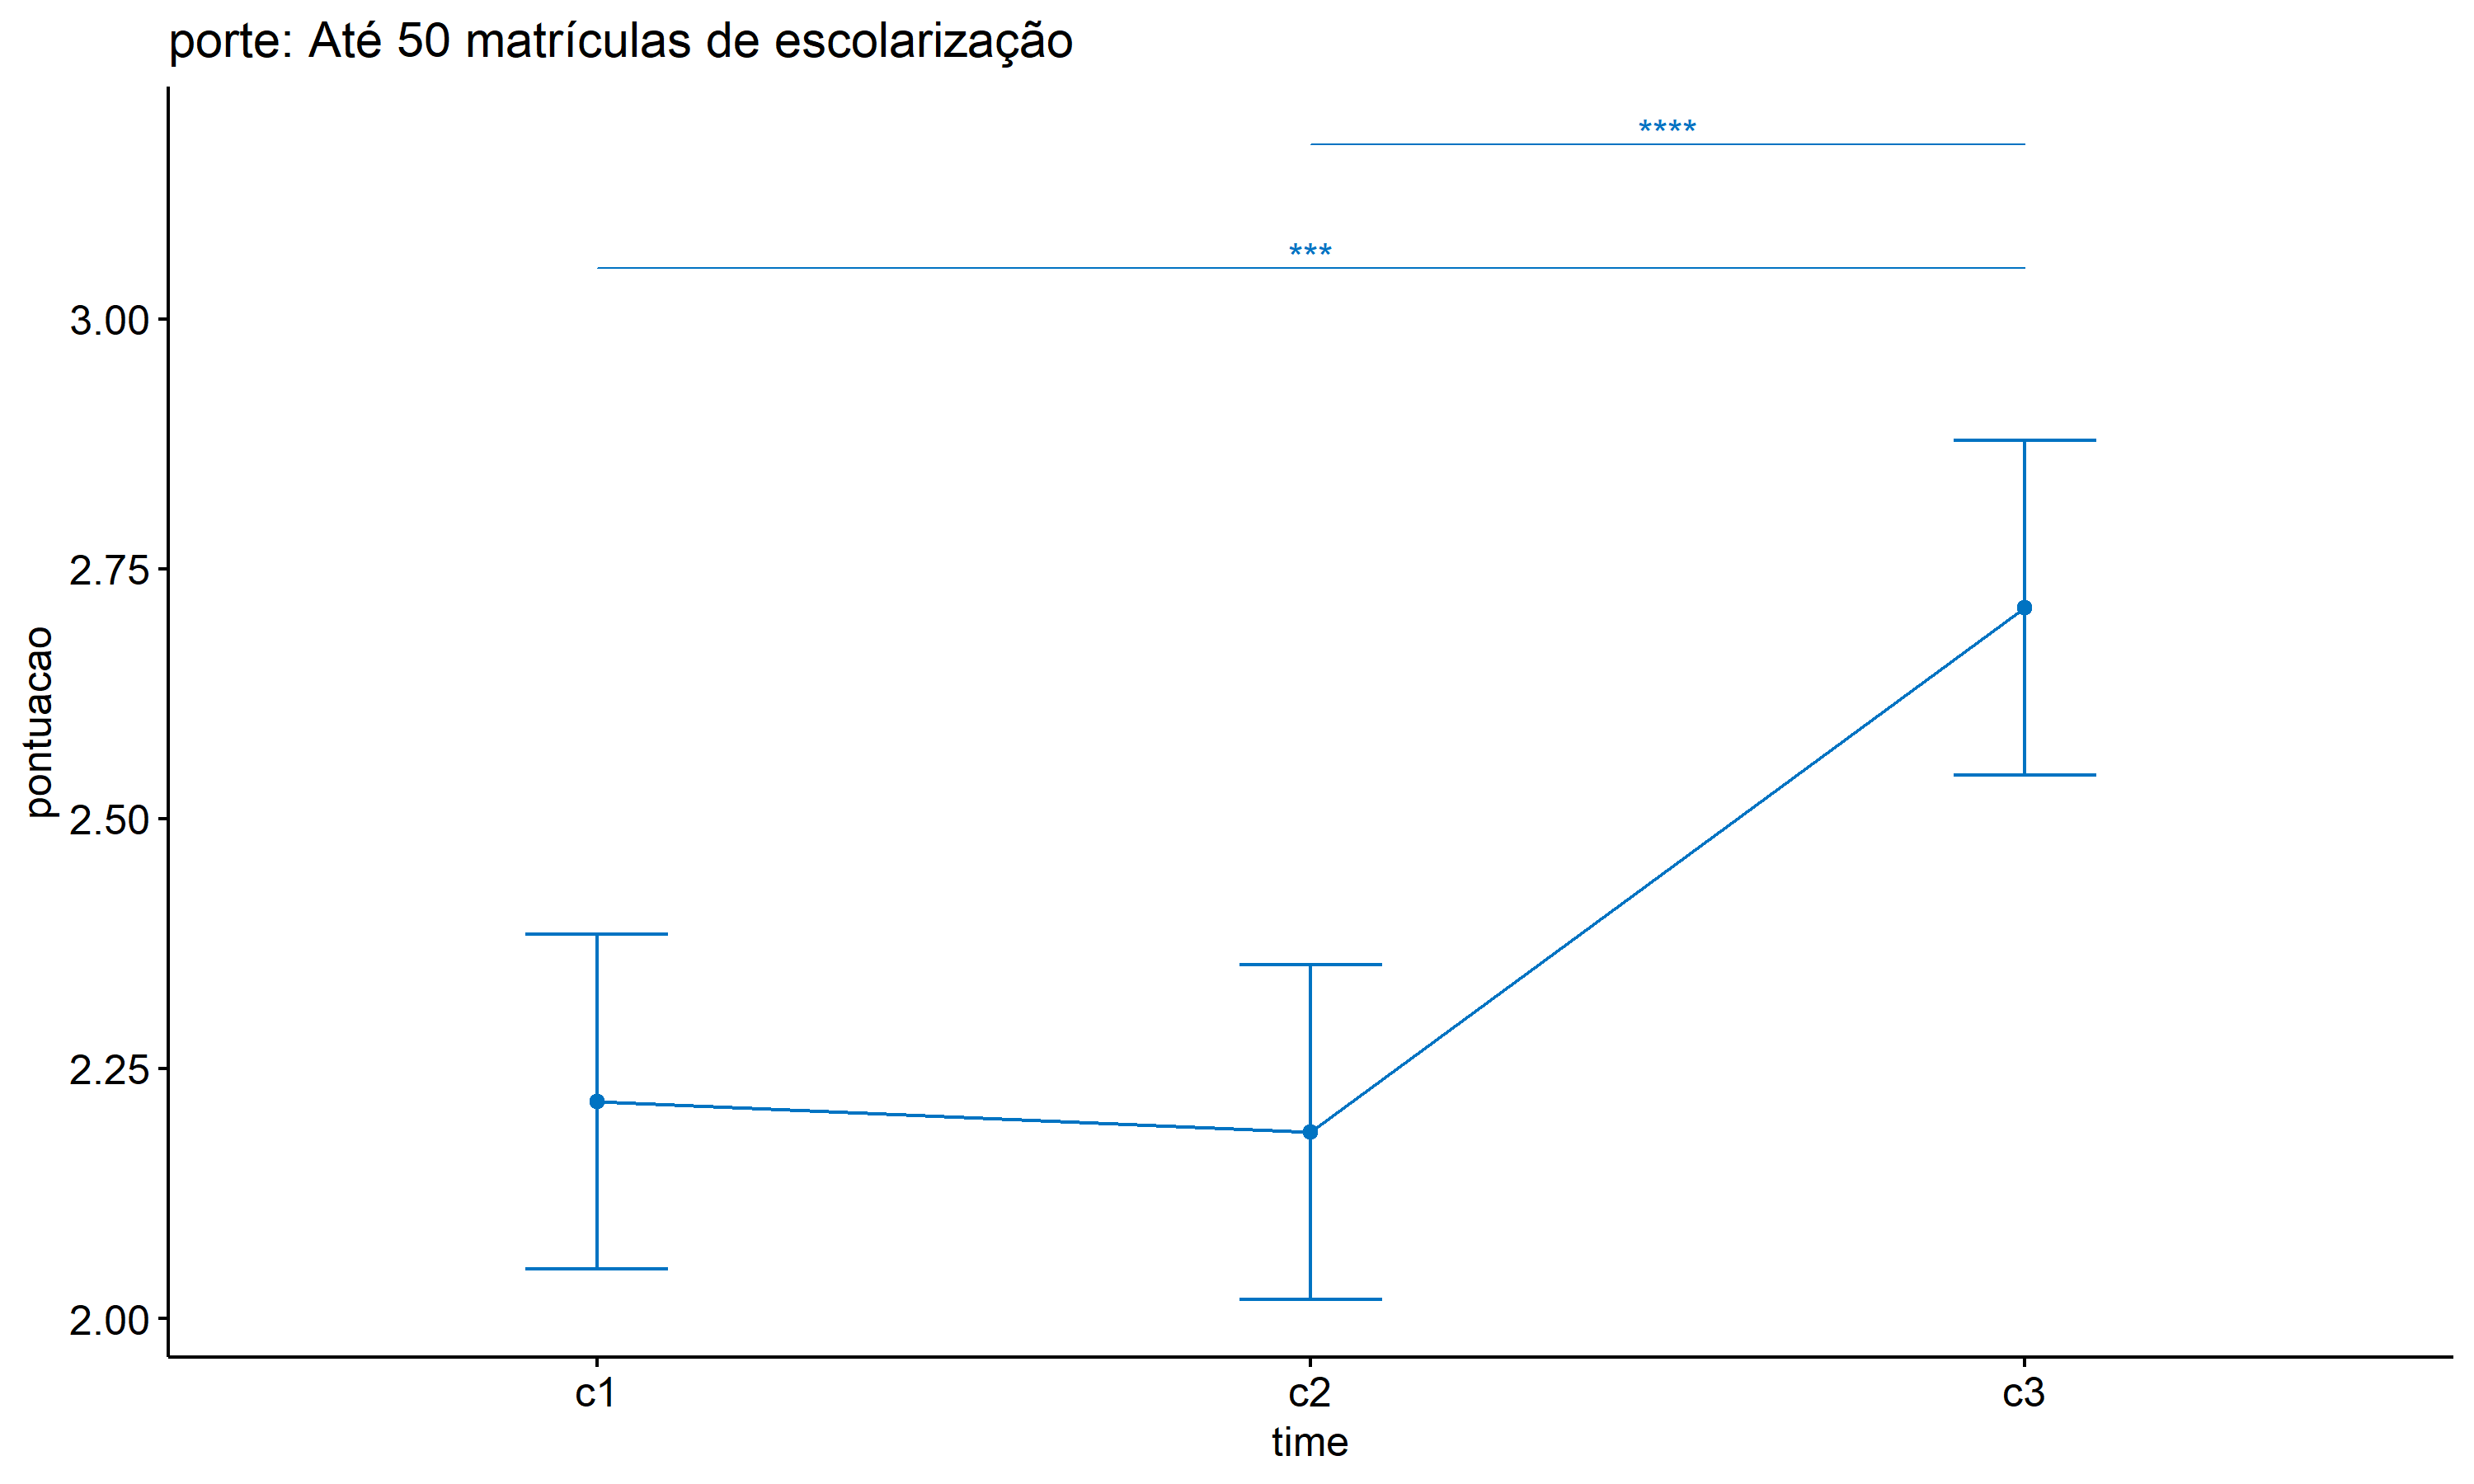 porte: Até 50 matrículas de escolarização
****
***
3.00
2.75
2.50
2.25
2.00
pontuacao
c1 c2 c3
time